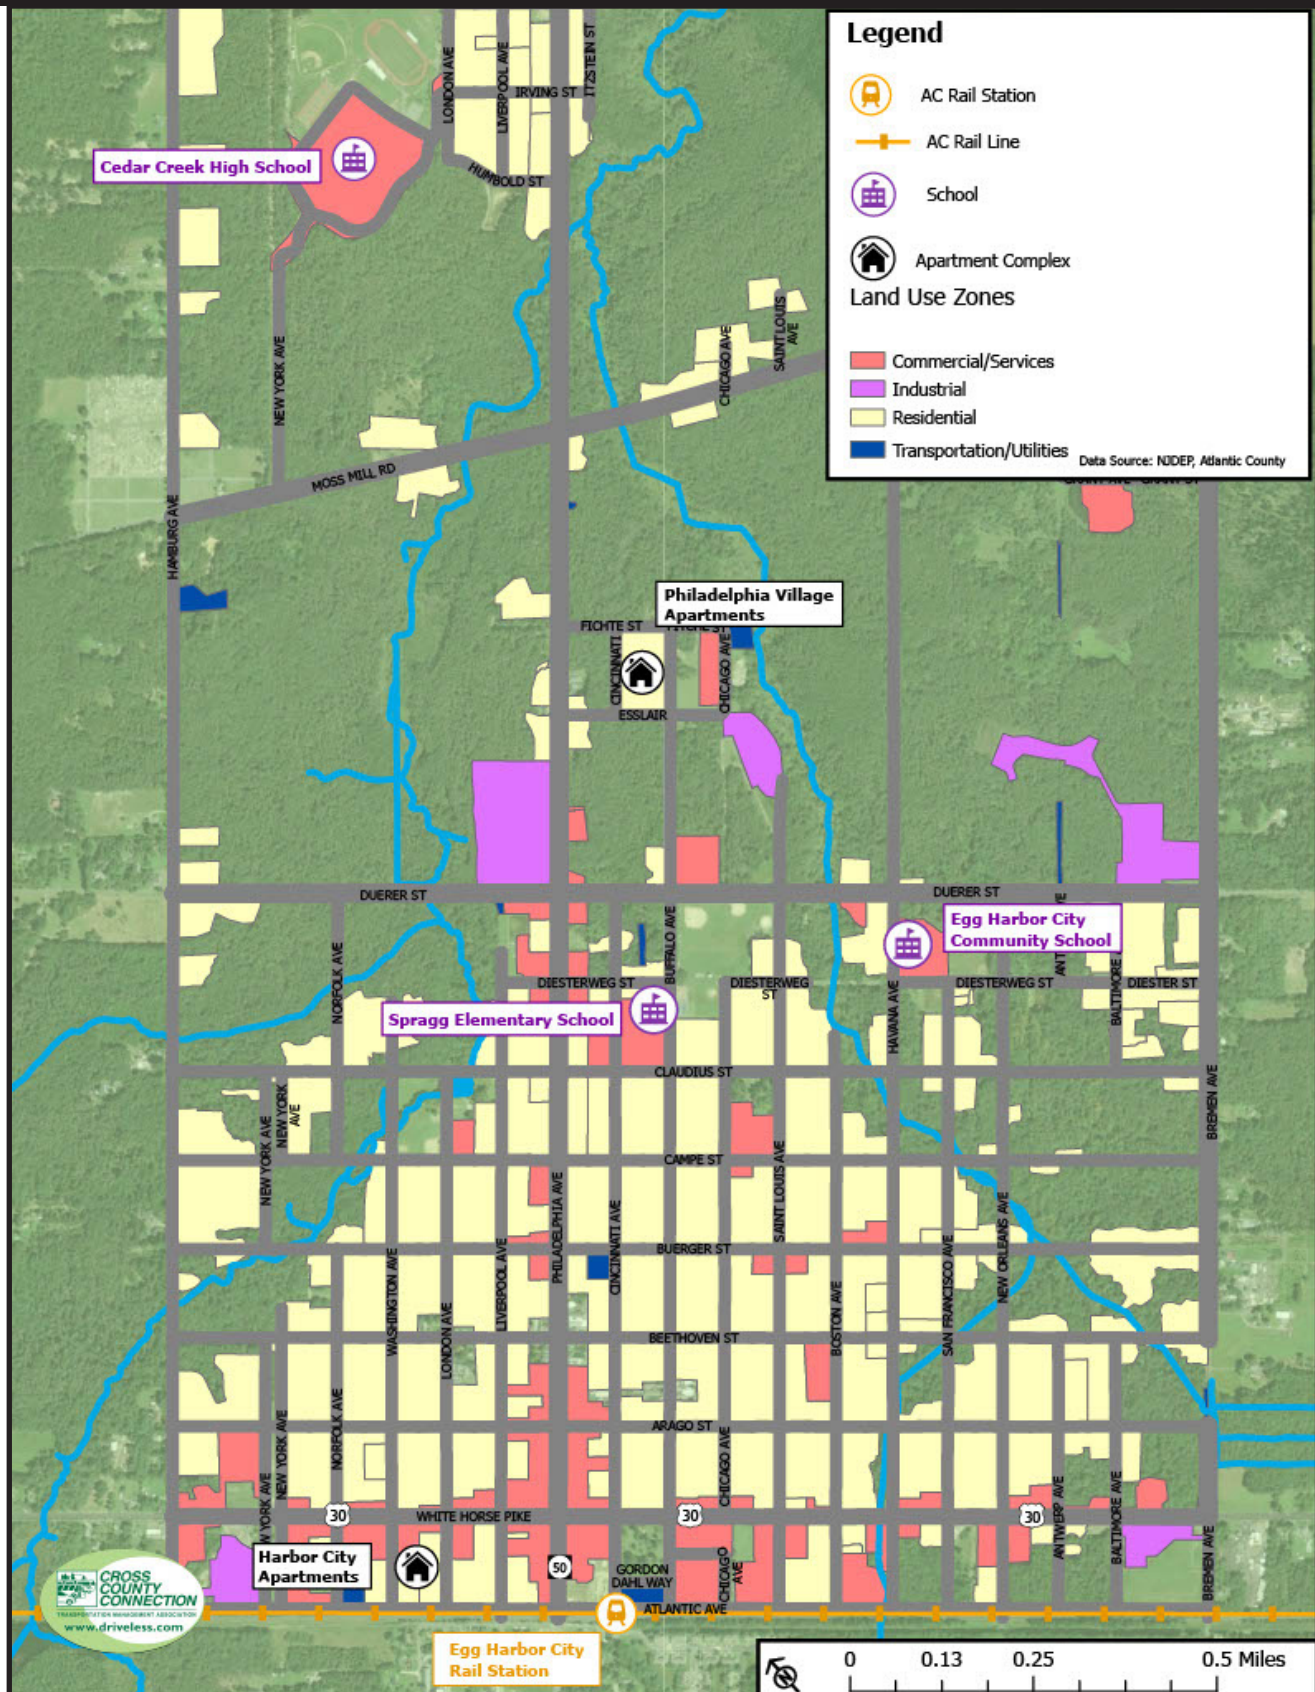 Legend
AC Rail Station
AC Rail Line
School
Apartment Complex
Land Use Zones
Commercial/Services
Industrial
Residential
Transportation/Utilities
Data Source: NJDEP, Atlantic County
LONDON AVE
LIVERPOOL AVE
ITZSTEIN ST
IRVING ST
HUMBOLD ST
Cedar Creek High School
NEW YORK AVE
CHICAGO AVE
SAINT LOUIS
AVE
MOSS MILL RD
HAMBURG AVE
Philadelphia Village
Apartments
FICHTE ST
CINCINNATI
CHICAGO AVE
ESSLAIR
DUERER ST
DUERER ST
Egg Harbor City
Community School
NORFOLK AVE
BUFFALO AVE
DIESTERWEG ST
DIESTERWEG
ST
DIESTERWEG ST
DIESTER ST
HAVANA AVE
BALTIMORE
Spragg Elementary School
CLAUDIUS ST
BREMEN AVE
NEW YORK
AVE
NEW YORK AVE
CAMPE ST
PHILADELPHIA AVE
CINCINNATI AVE
SAINT LOUIS AVE
BUERGER ST
WASHINGTON AVE
LIVERPOOL AVE
LONDON AVE
BOSTON AVE
SAN FRANCISCO AVE
NEW ORLEANS AVE
BEETHOVEN ST
NORFOLK AVE
NEW YORK AVE
ARAGO ST
CHICAGO AVE
YORK AVE
ANTWERP AVE
BALTIMORE AVE
30
WHITE HORSE PIKE
30
30
Harbor City
Apartments
50
GORDON
DAHL WAY
CHICAGO
AVE
BREMEN AVE
ATLANTIC AVE
CROSS
COUNTY
CONNECTION
TRANSPORTATION MANAGEMENT ASSOCIATION
www.driveless.com
Egg Harbor City
Rail Station
0 0.13 0.25 0.5 Miles